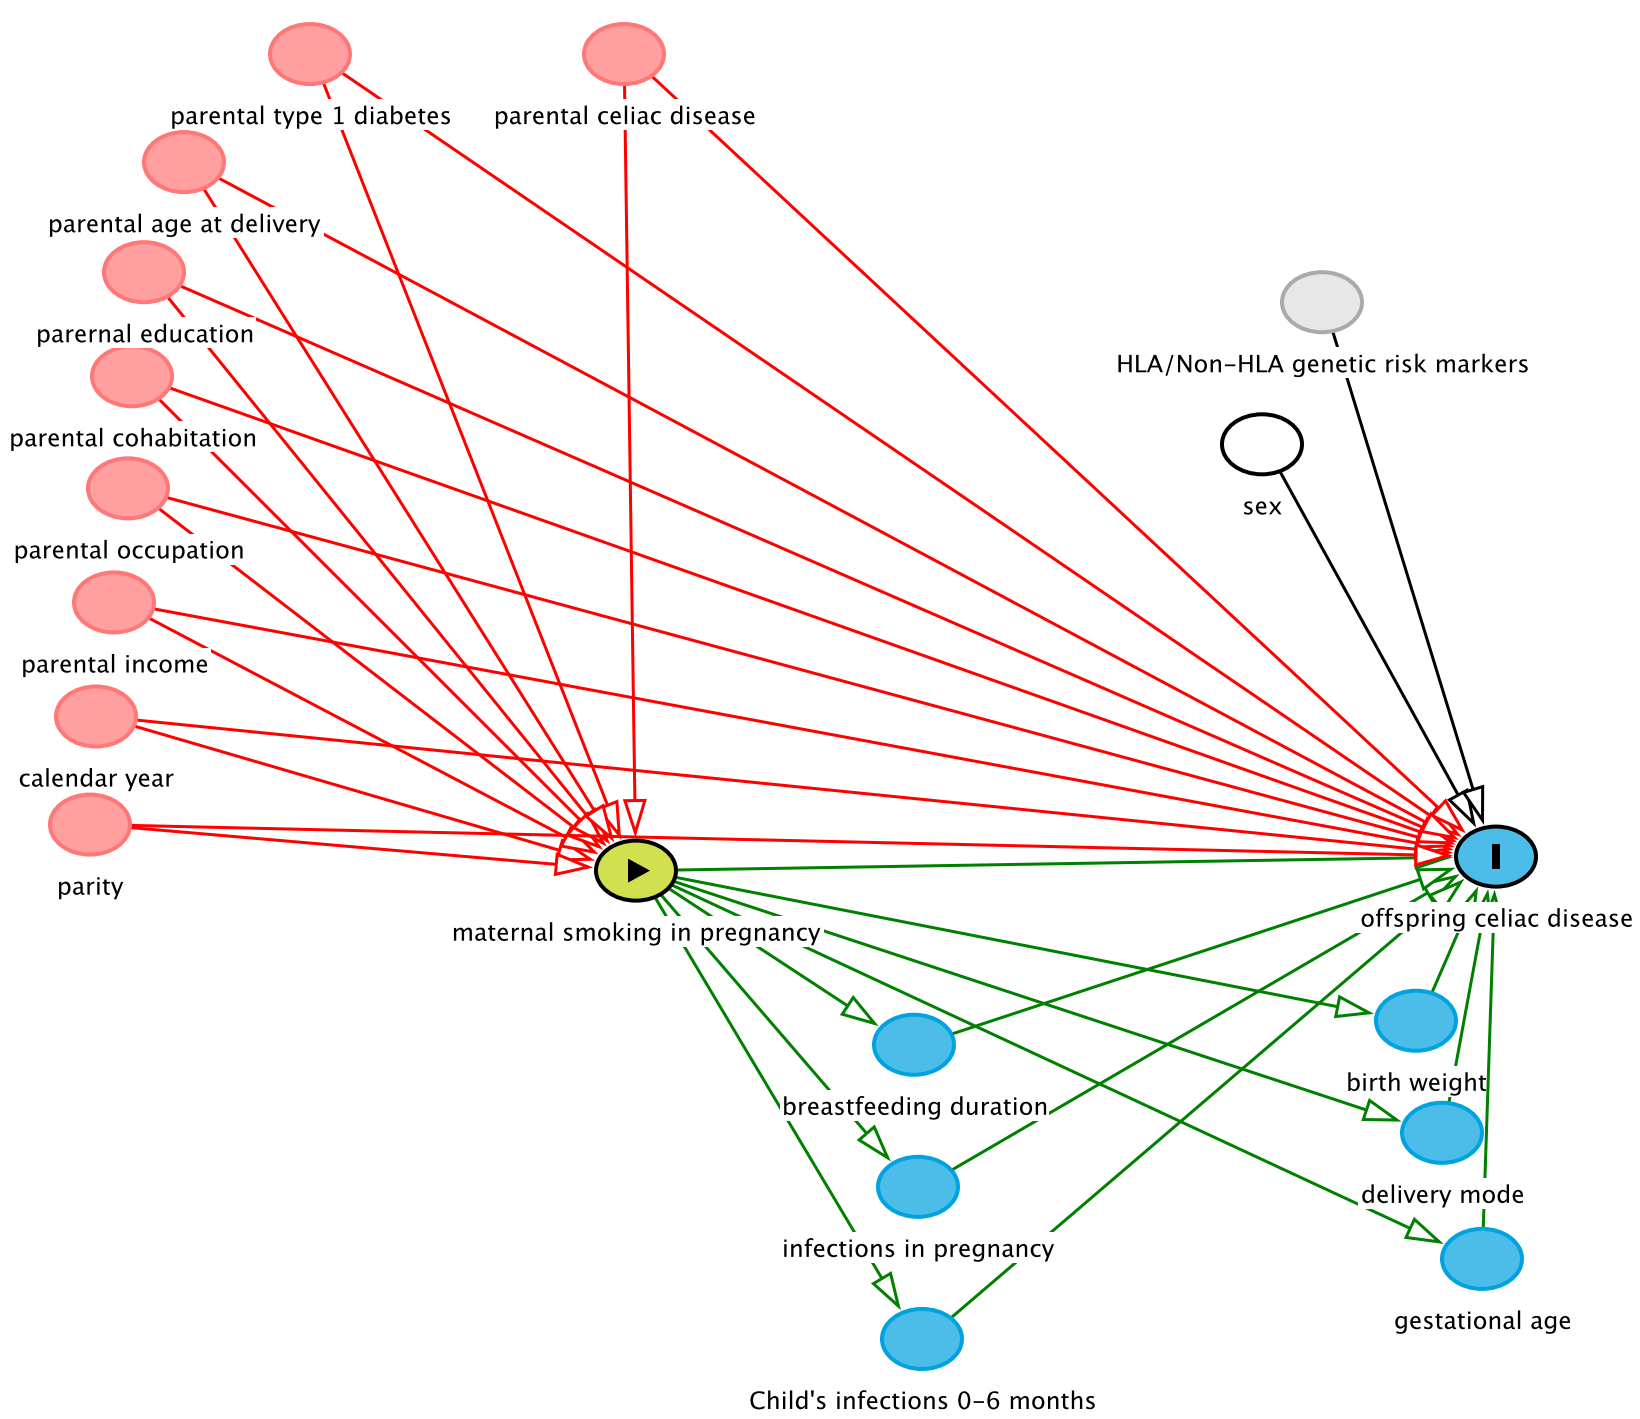 parental type 1 diabetes
parental celiac disease
parental age at delivery
parernal education
HLA/Non-HLA genetic risk markers
parental cohabitation
sex
parental occupation
parental income
calendar year
parity
maternal smoking in pregnancy
offspring celiac disease
birth weight
breastfeeding duration
delivery mode
infections in pregnancy
gestational age
Child's infections 0-6 months